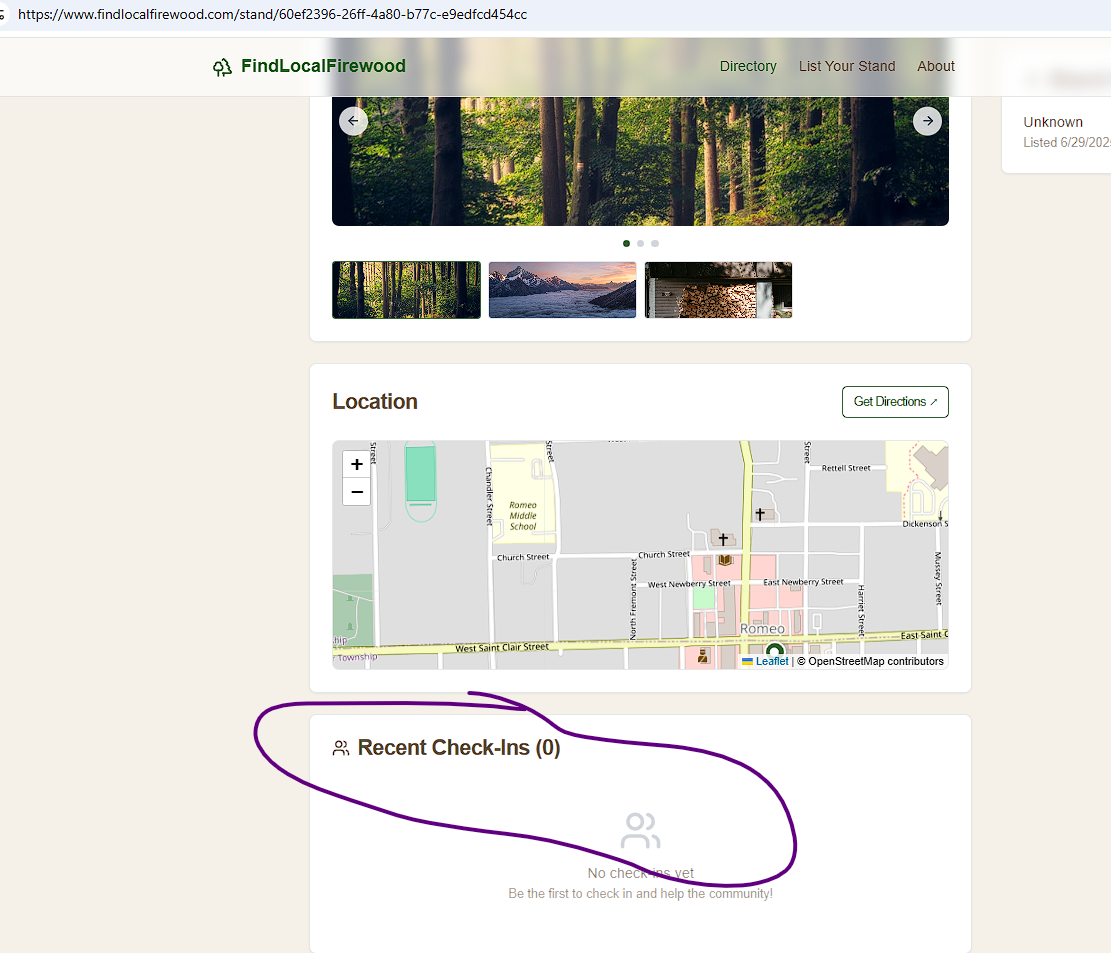 https://www.findlocalfirewood.com/stand/60ef2396-26ff-4a80-b77c-e9edfcd454cc
FindLocalFirewood
Directory
List Your Stand
About
Unknown
Listed 6/29/202
Location
Get Directions ↗
+
−
Street
Street
Street
Rettell Street
Chandler Street
Romeo
Middle
School
Dickenson S
Church Street
Church Street
North Fremont Street
West Newberry Street
East Newberry Street
Mussey Street
Harriet Street
Romeo
hip
r Township
West Saint Clair Street
East Saint C
Leaflet | © OpenStreetMap contributors
Recent Check-Ins (0)
No check-ins yet
Be the first to check in and help the community!